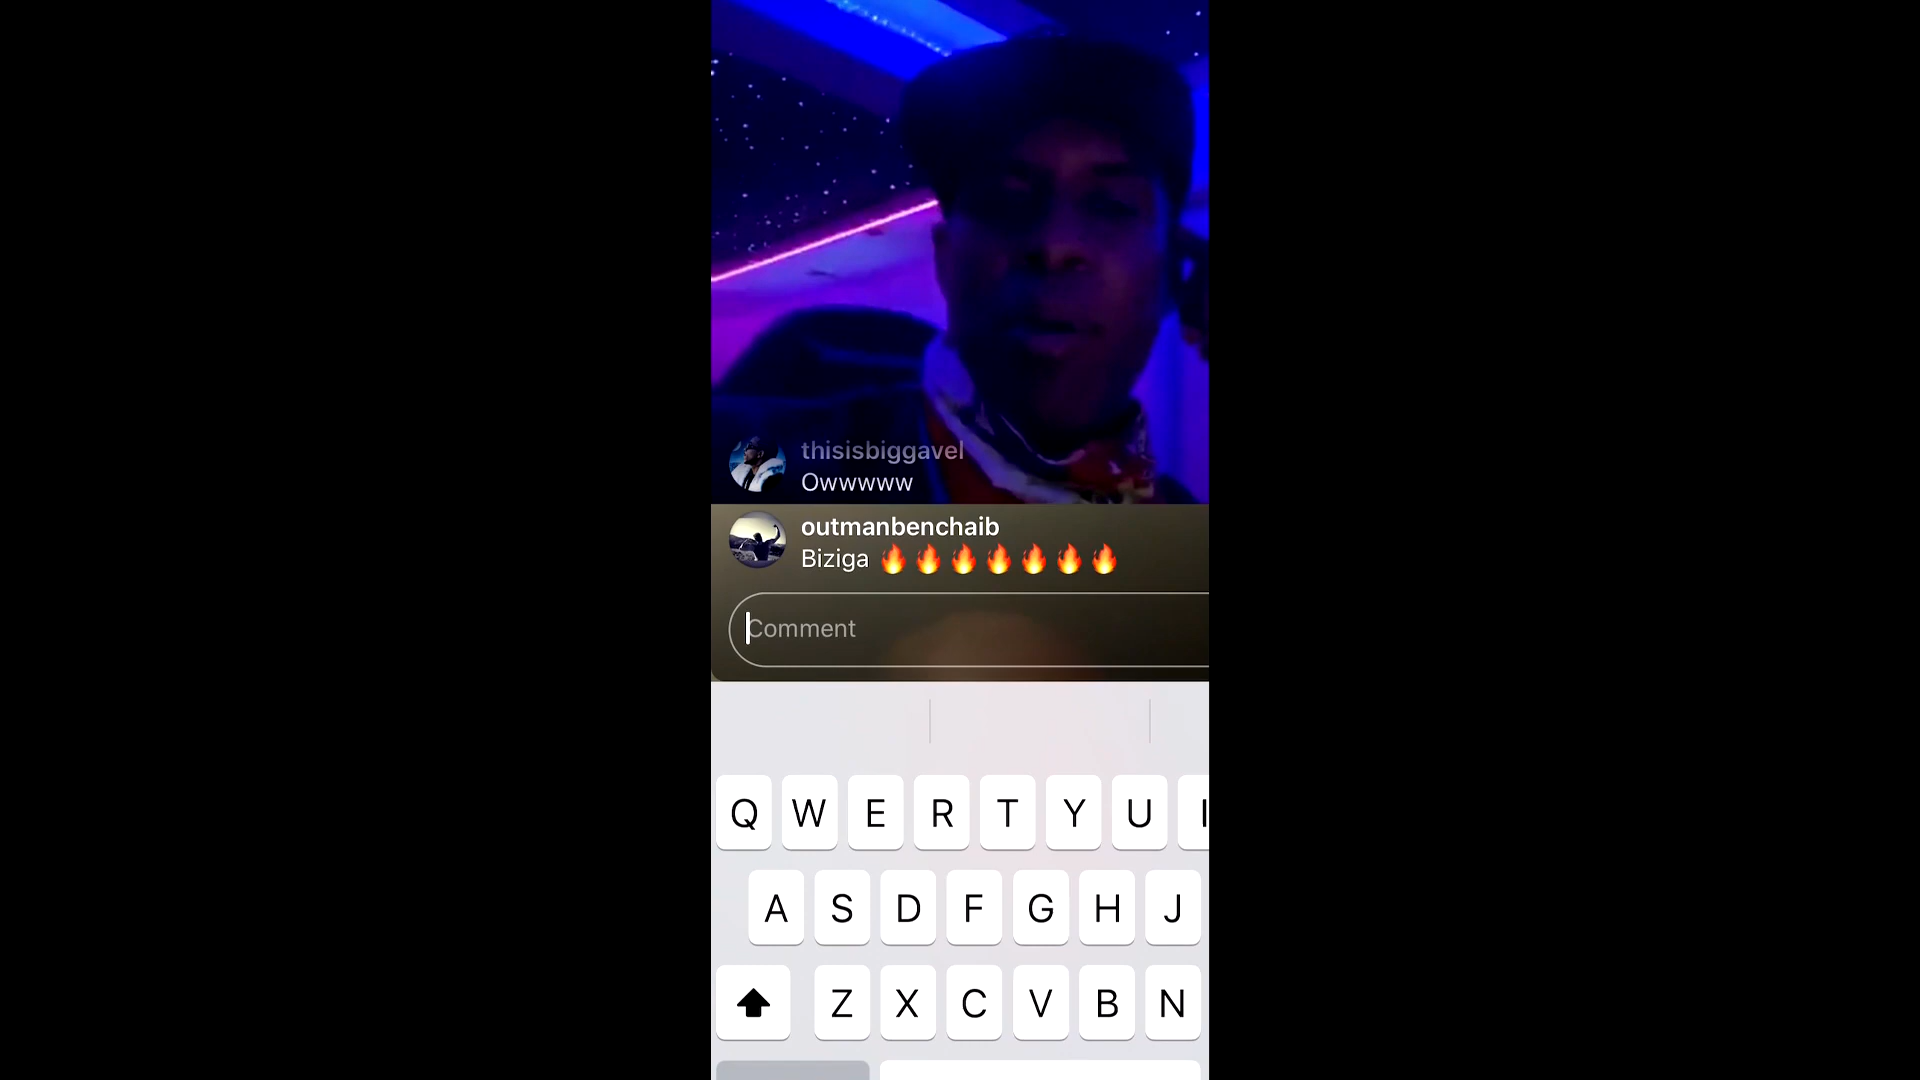 thisisbiggavel
Owwwww
outmanbenchaib
Biziga 🔥🔥🔥🔥🔥🔥🔥
Comment
Q W E R T Y U I
A S D F G H J
Z X C V B N